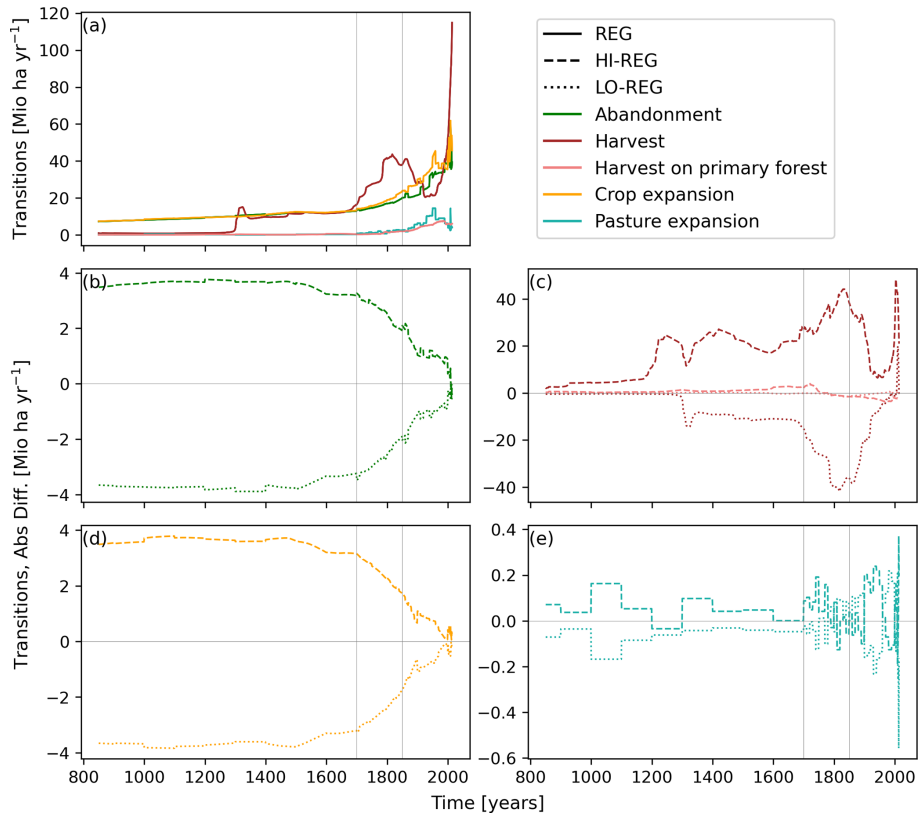 (a)
120
100
80
60
40
20
0
Transitions [Mio ha yr⁻¹]
REG
HI-REG
LO-REG
Abandonment
Harvest
Harvest on primary forest
Crop expansion
Pasture expansion
(b)
4
2
0
−2
−4
(c)
40
20
0
−20
−40
Transitions, Abs Diff. [Mio ha yr⁻¹]
(d)
4
2
0
−2
−4
800 1000 1200 1400 1600 1800 2000
(e)
0.4
0.2
0.0
−0.2
−0.4
−0.6
800 1000 1200 1400 1600 1800 2000
Time [years]